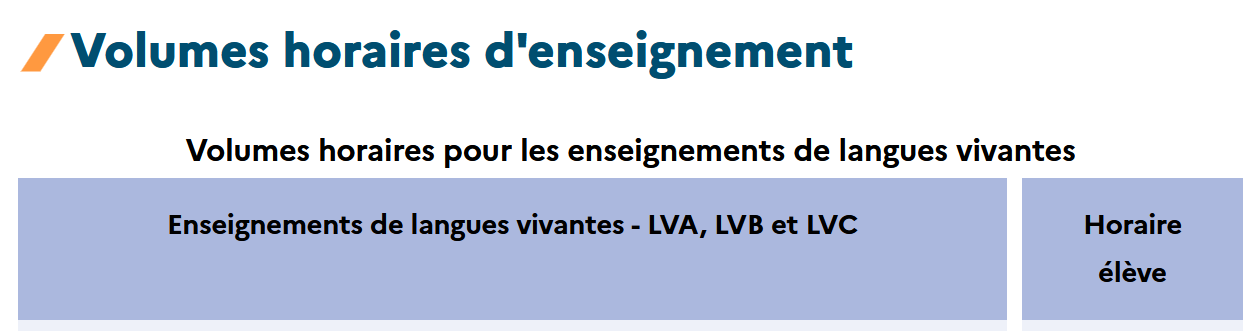 Volumes horaires d'enseignement
Volumes horaires pour les enseignements de langues vivantes
Enseignements de langues vivantes - LVA, LVB et LVC
Horaire
élève